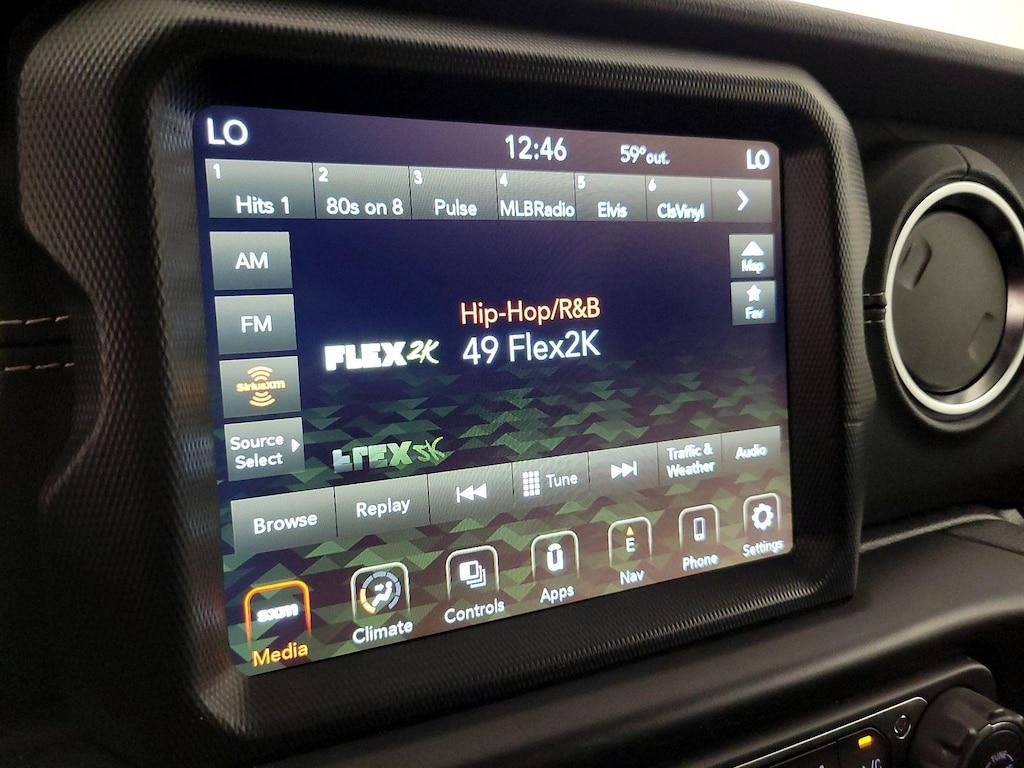 LO 12:46 59° out. LO
1 2 3 4 5 6
Hits 1 80s on 8 Pulse MLBRadio Elvis ClsVinyl
AM
Map
FM
Fav
Hip-Hop/R&B
FLEX2K 49 Flex2K
SiriusXM
Source
Select
FLEX2K
Browse Replay Tune Traffic &
Weather Audio
sxm
Media Climate Controls Apps E
Nav Phone Settings
A/C
TUNE